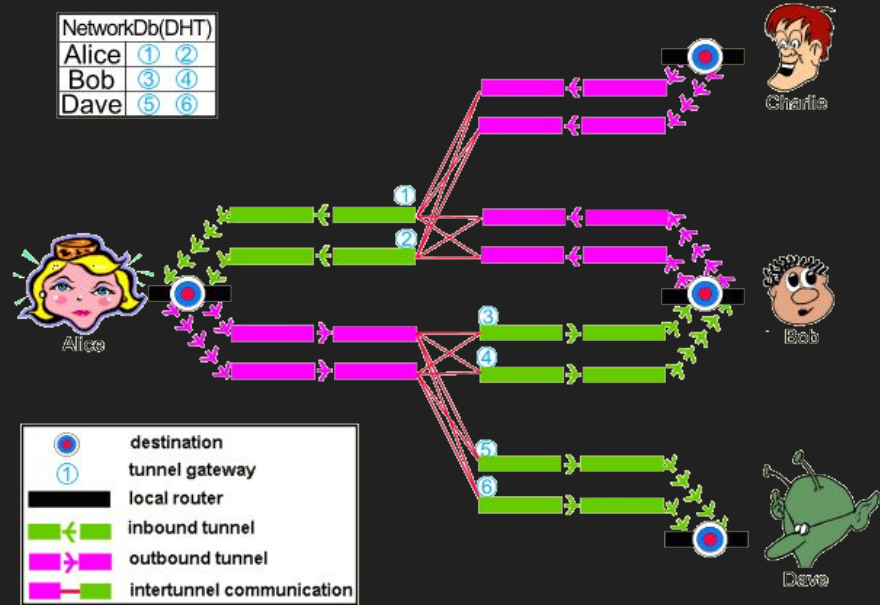 NetworkDb(DHT)
Alice 1 2
Bob 3 4
Dave 5 6
Charlie
1
2
Alice
3
4
Bob
5
6
Dave
destination
1 tunnel gateway
local router
inbound tunnel
outbound tunnel
intertunnel communication